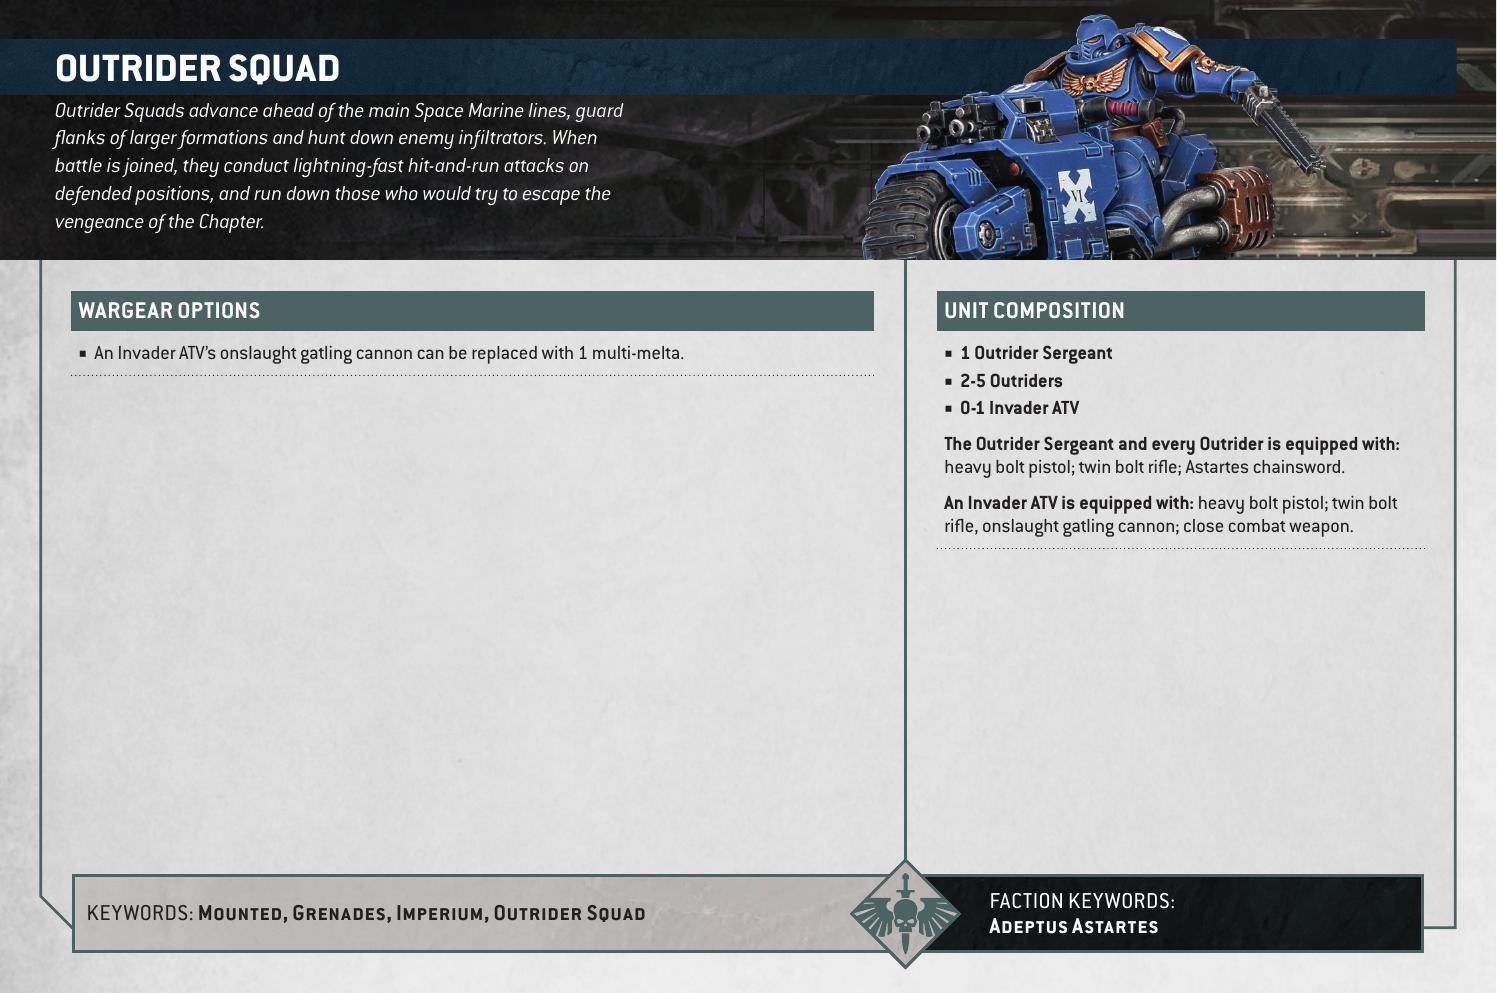 OUTRIDER SQUAD
Outrider Squads advance ahead of the main Space Marine lines, guard
flanks of larger formations and hunt down enemy infiltrators. When
battle is joined, they conduct lightning-fast hit-and-run attacks on
defended positions, and run down those who would try to escape the
vengeance of the Chapter.
WARGEAR OPTIONS
▪ An Invader ATV’s onslaught gatling cannon can be replaced with 1 multi-melta.
UNIT COMPOSITION
▪ 1 Outrider Sergeant
▪ 2-5 Outriders
▪ 0-1 Invader ATV
The Outrider Sergeant and every Outrider is equipped with:
heavy bolt pistol; twin bolt rifle; Astartes chainsword.
An Invader ATV is equipped with: heavy bolt pistol; twin bolt
rifle, onslaught gatling cannon; close combat weapon.
KEYWORDS: Mounted, Grenades, Imperium, Outrider Squad
FACTION KEYWORDS:
Adeptus Astartes